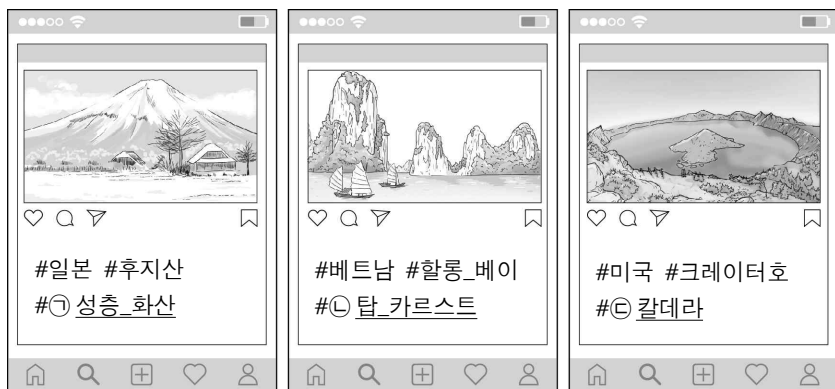 #일본 #후지산
#㉠ 성층_화산
#베트남 #할롱_베이
#㉡ 탑_카르스트
#미국 #크레이터호
#㉢ 칼데라